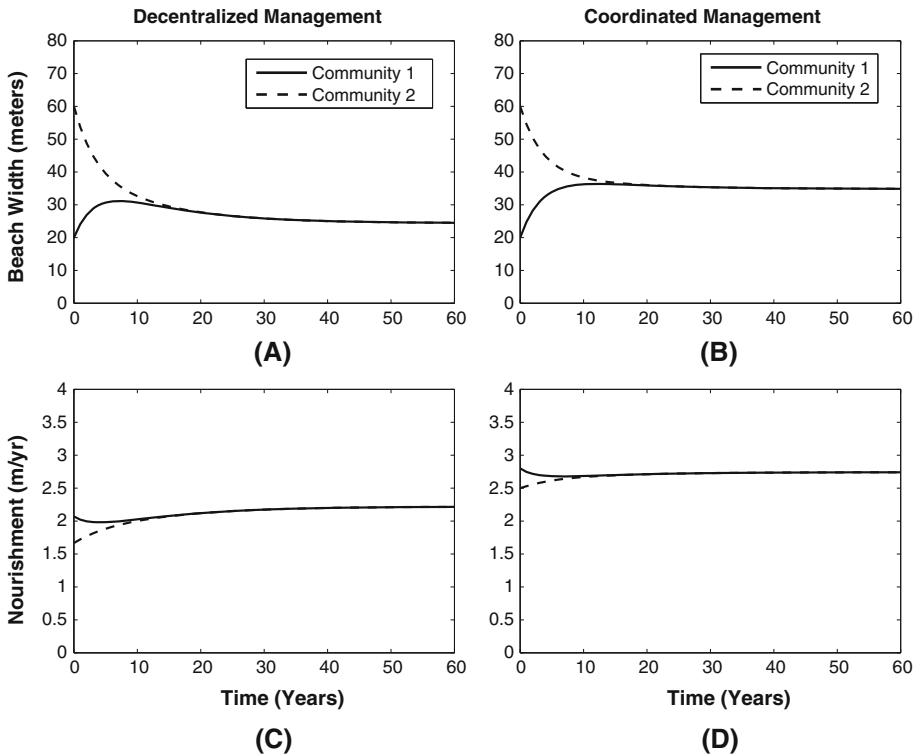 Decentralized Management
Coordinated Management
Beach Width (meters)
80
70
60
50
40
30
20
10
0
Community 1
Community 2
0 10 20 30 40 50 60
(A)
80
70
60
50
40
30
20
10
0
Community 1
Community 2
0 10 20 30 40 50 60
(B)
Nourishment (m/yr)
4
3.5
3
2.5
2
1.5
1
0.5
0
0 10 20 30 40 50 60
Time (Years)
(C)
4
3.5
3
2.5
2
1.5
1
0.5
0
0 10 20 30 40 50 60
Time (Years)
(D)